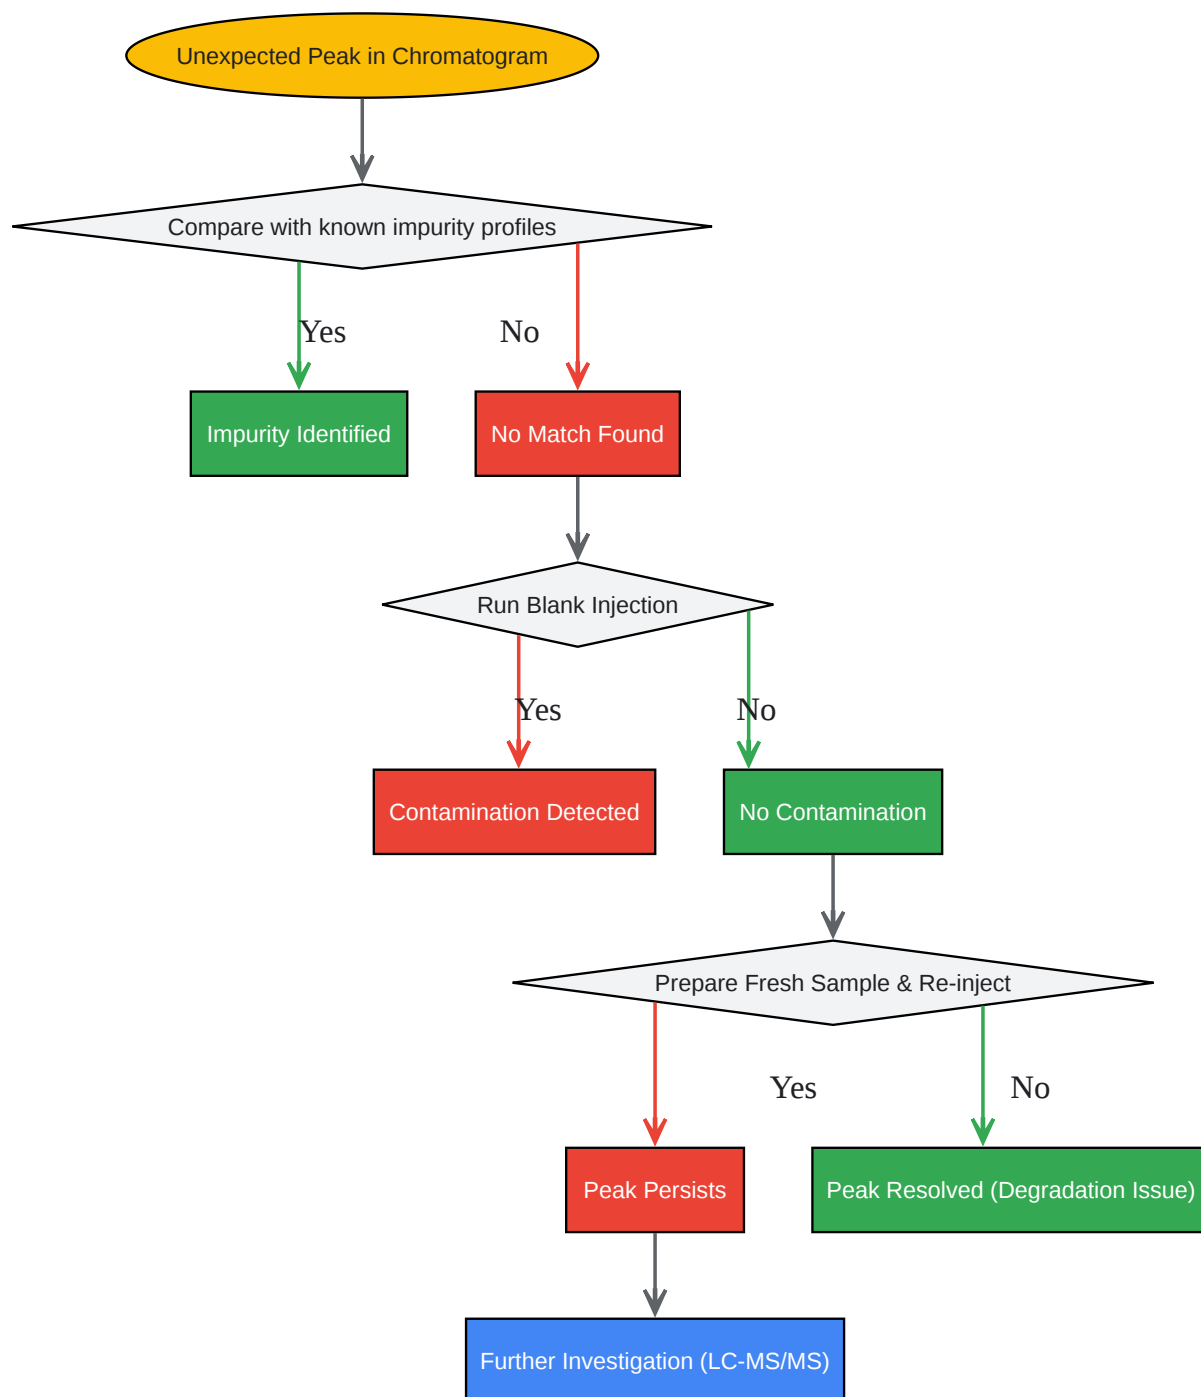 Unexpected Peak in Chromatogram
Compare with known impurity profiles
Yes
No
Impurity Identified
No Match Found
Run Blank Injection
Yes
No
Contamination Detected
No Contamination
Prepare Fresh Sample & Re-inject
Yes
No
Peak Persists
Peak Resolved (Degradation Issue)
Further Investigation (LC-MS/MS)